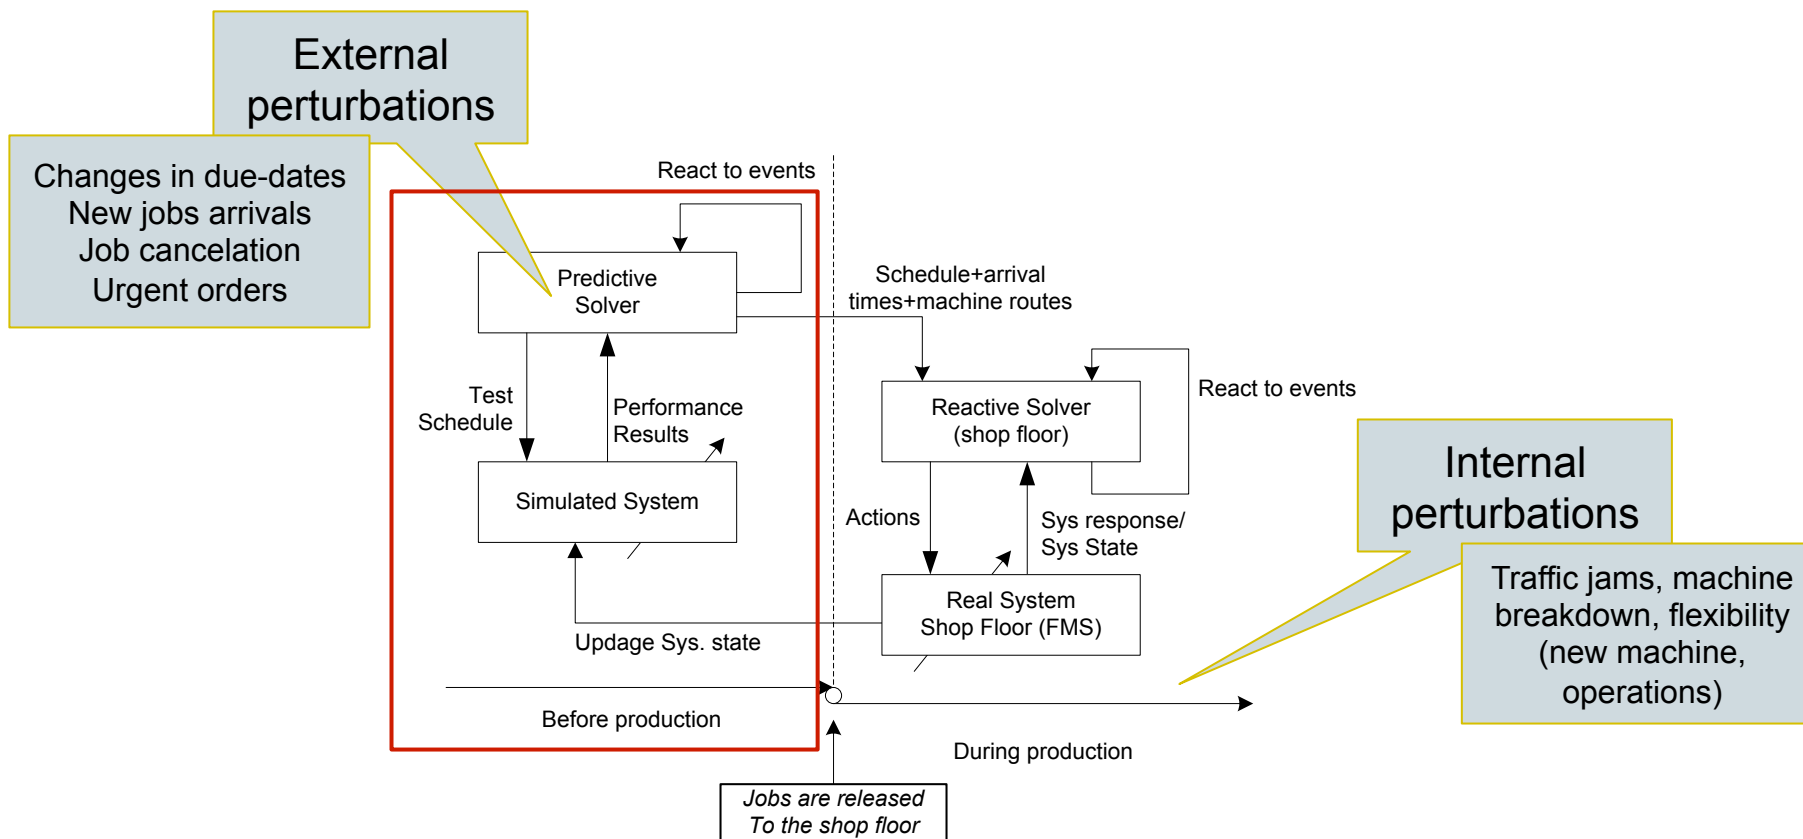 External
perturbations
Changes in due-dates
New jobs arrivals
Job cancelation
Urgent orders
React to events
Predictive
Solver
Schedule+arrival
times+machine routes
Test
Schedule
Performance
Results
Reactive Solver
(shop floor)
React to events
Simulated System
Actions
Sys response/
Sys State
Internal
perturbations
Traffic jams, machine
breakdown, flexibility
(new machine,
operations)
Real System
Shop Floor (FMS)
Updage Sys. state
Before production
During production
Jobs are released
To the shop floor